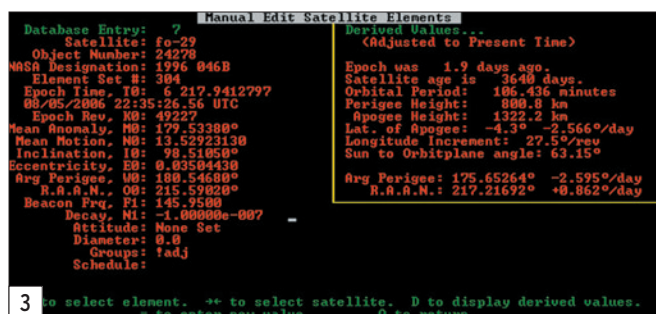 Manual Edit Satellite Elements
Database Entry: 7
Satellite: fo-29
Object Number: 24278
NASA Designation: 1996 046B
Element Set #: 304
Epoch Time, T0: 6 217.9412797
08/05/2006 22:35:26.56 UTC
Epoch Rev, K0: 49227
Mean Anomaly, M0: 179.53380°
Mean Motion, N0: 13.52923130
Inclination, I0: 98.51050°
Eccentricity, E0: 0.03504430
Arg Perigee, W0: 180.54680°
R.A.A.N., O0: 215.59020°
Beacon Frq, F1: 145.9500
Decay, N1: -1.00000e-007
Attitude: None Set
Diameter: 0.0
Groups: !adj
Schedule:
Derived Values...
(Adjusted to Present Time)
Epoch was 1.9 days ago.
Satellite age is 3640 days.
Orbital Period: 106.436 minutes
Perigee Height: 800.8 km
Apogee Height: 1322.2 km
Lat. of Apogee: -4.3° -2.566°/day
Longitude Increment: 27.5°/rev
Sun to Orbitplane angle: 63.15°
Arg Perigee: 175.65264° -2.595°/day
R.A.A.N.: 217.21692° +0.862°/day
to select element. →← to select satellite. D to display derived values.
to enter new value. Q to return
3